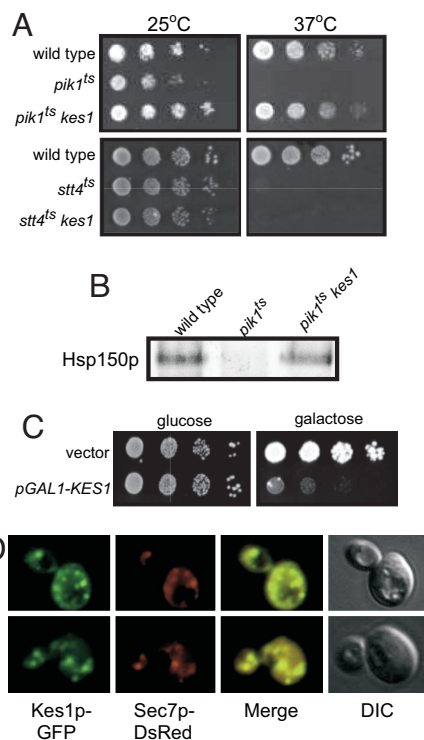 A
25°C
37°C
wild type
pik1ts
pik1ts kes1
wild type
stt4ts
stt4ts kes1
B
wild type
pik1ts
pik1ts kes1
Hsp150p
C
glucose
galactose
vector
pGAL1-KES1
D
Kes1p-
GFP
Sec7p-
DsRed
Merge
DIC